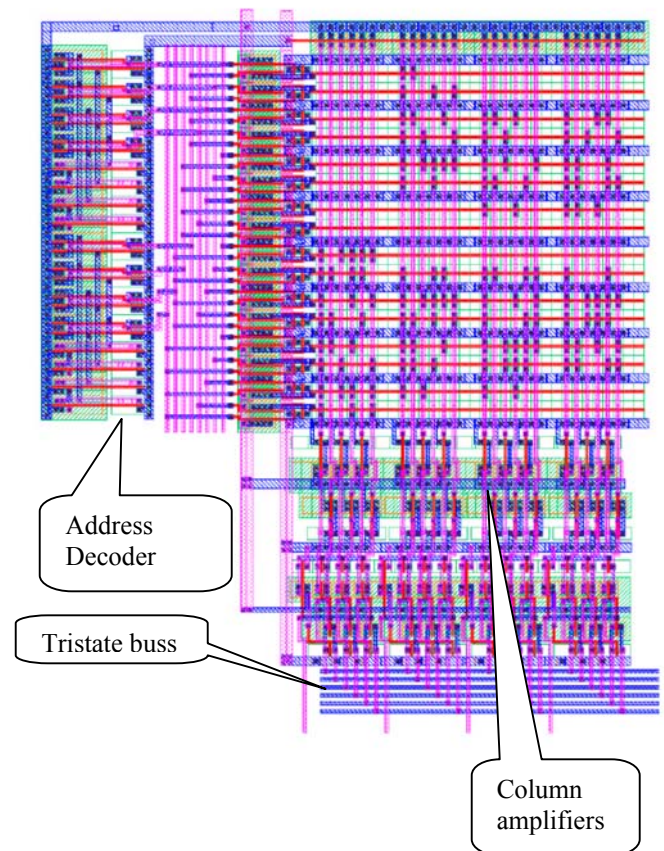 Address
Decoder
Tristate buss
Column
amplifiers